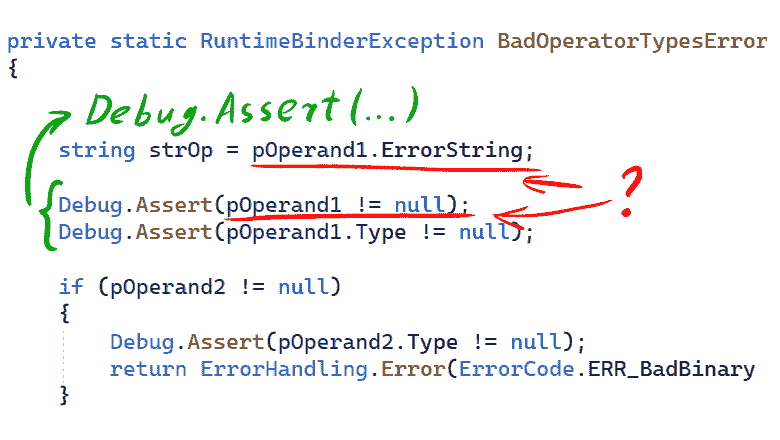 private static RuntimeBinderException BadOperatorTypesError
{
Debug.Assert(...)
string strOp = pOperand1.ErrorString;
?
Debug.Assert(pOperand1 != null);
Debug.Assert(pOperand1.Type != null);
if (pOperand2 != null)
{
Debug.Assert(pOperand2.Type != null);
return ErrorHandling.Error(ErrorCode.ERR_BadBinary
}